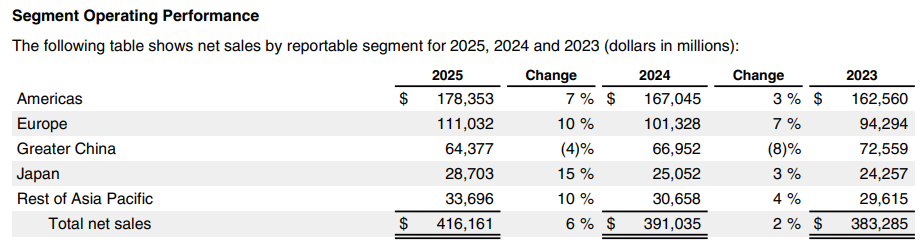 Segment Operating Performance
The following table shows net sales by reportable segment for 2025, 2024 and 2023 (dollars in millions):
2025 Change 2024 Change 2023
Americas $ 178,353 7 % $ 167,045 3 % $ 162,560
Europe 111,032 10 % 101,328 7 % 94,294
Greater China 64,377 (4)% 66,952 (8)% 72,559
Japan 28,703 15 % 25,052 3 % 24,257
Rest of Asia Pacific 33,696 10 % 30,658 4 % 29,615
Total net sales $ 416,161 6 % $ 391,035 2 % $ 383,285